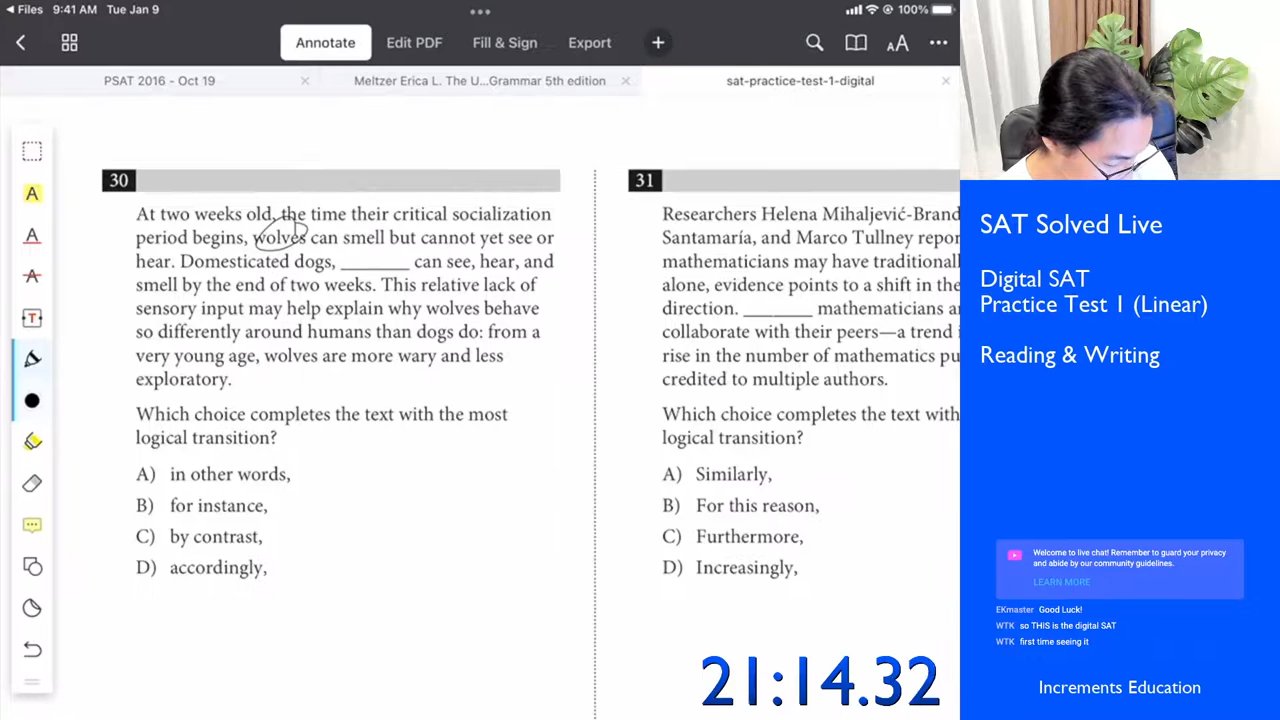 Files 9:41 AM Tue Jan 9
100%
Annotate
Edit PDF
Fill & Sign
Export
AA
PSAT 2016 - Oct 19
Meltzer Erica L. The U...Grammar 5th edition
sat-practice-test-1-digital
A
A
A
T
30
At two weeks old, the time their critical socialization
period begins, wolves can smell but cannot yet see or
hear. Domesticated dogs, ________ can see, hear, and
smell by the end of two weeks. This relative lack of
sensory input may help explain why wolves behave
so differently around humans than dogs do: from a
very young age, wolves are more wary and less
exploratory.
Which choice completes the text with the most
logical transition?
A) in other words,
B) for instance,
C) by contrast,
D) accordingly,
31
Researchers Helena Mihaljević-Brand
Santamaría, and Marco Tullney repor
mathematicians may have traditionall
alone, evidence points to a shift in the
direction. ________ mathematicians a
collaborate with their peers—a trend i
rise in the number of mathematics pu
credited to multiple authors.
Which choice completes the text with
logical transition?
A) Similarly,
B) For this reason,
C) Furthermore,
D) Increasingly,
21:14.32
SAT Solved Live
Digital SAT
Practice Test 1 (Linear)
Reading & Writing
Welcome to live chat! Remember to guard your privacy
and abide by our community guidelines.
LEARN MORE
EKmaster Good Luck!
WTK so THIS is the digital SAT
WTK first time seeing it
Increments Education